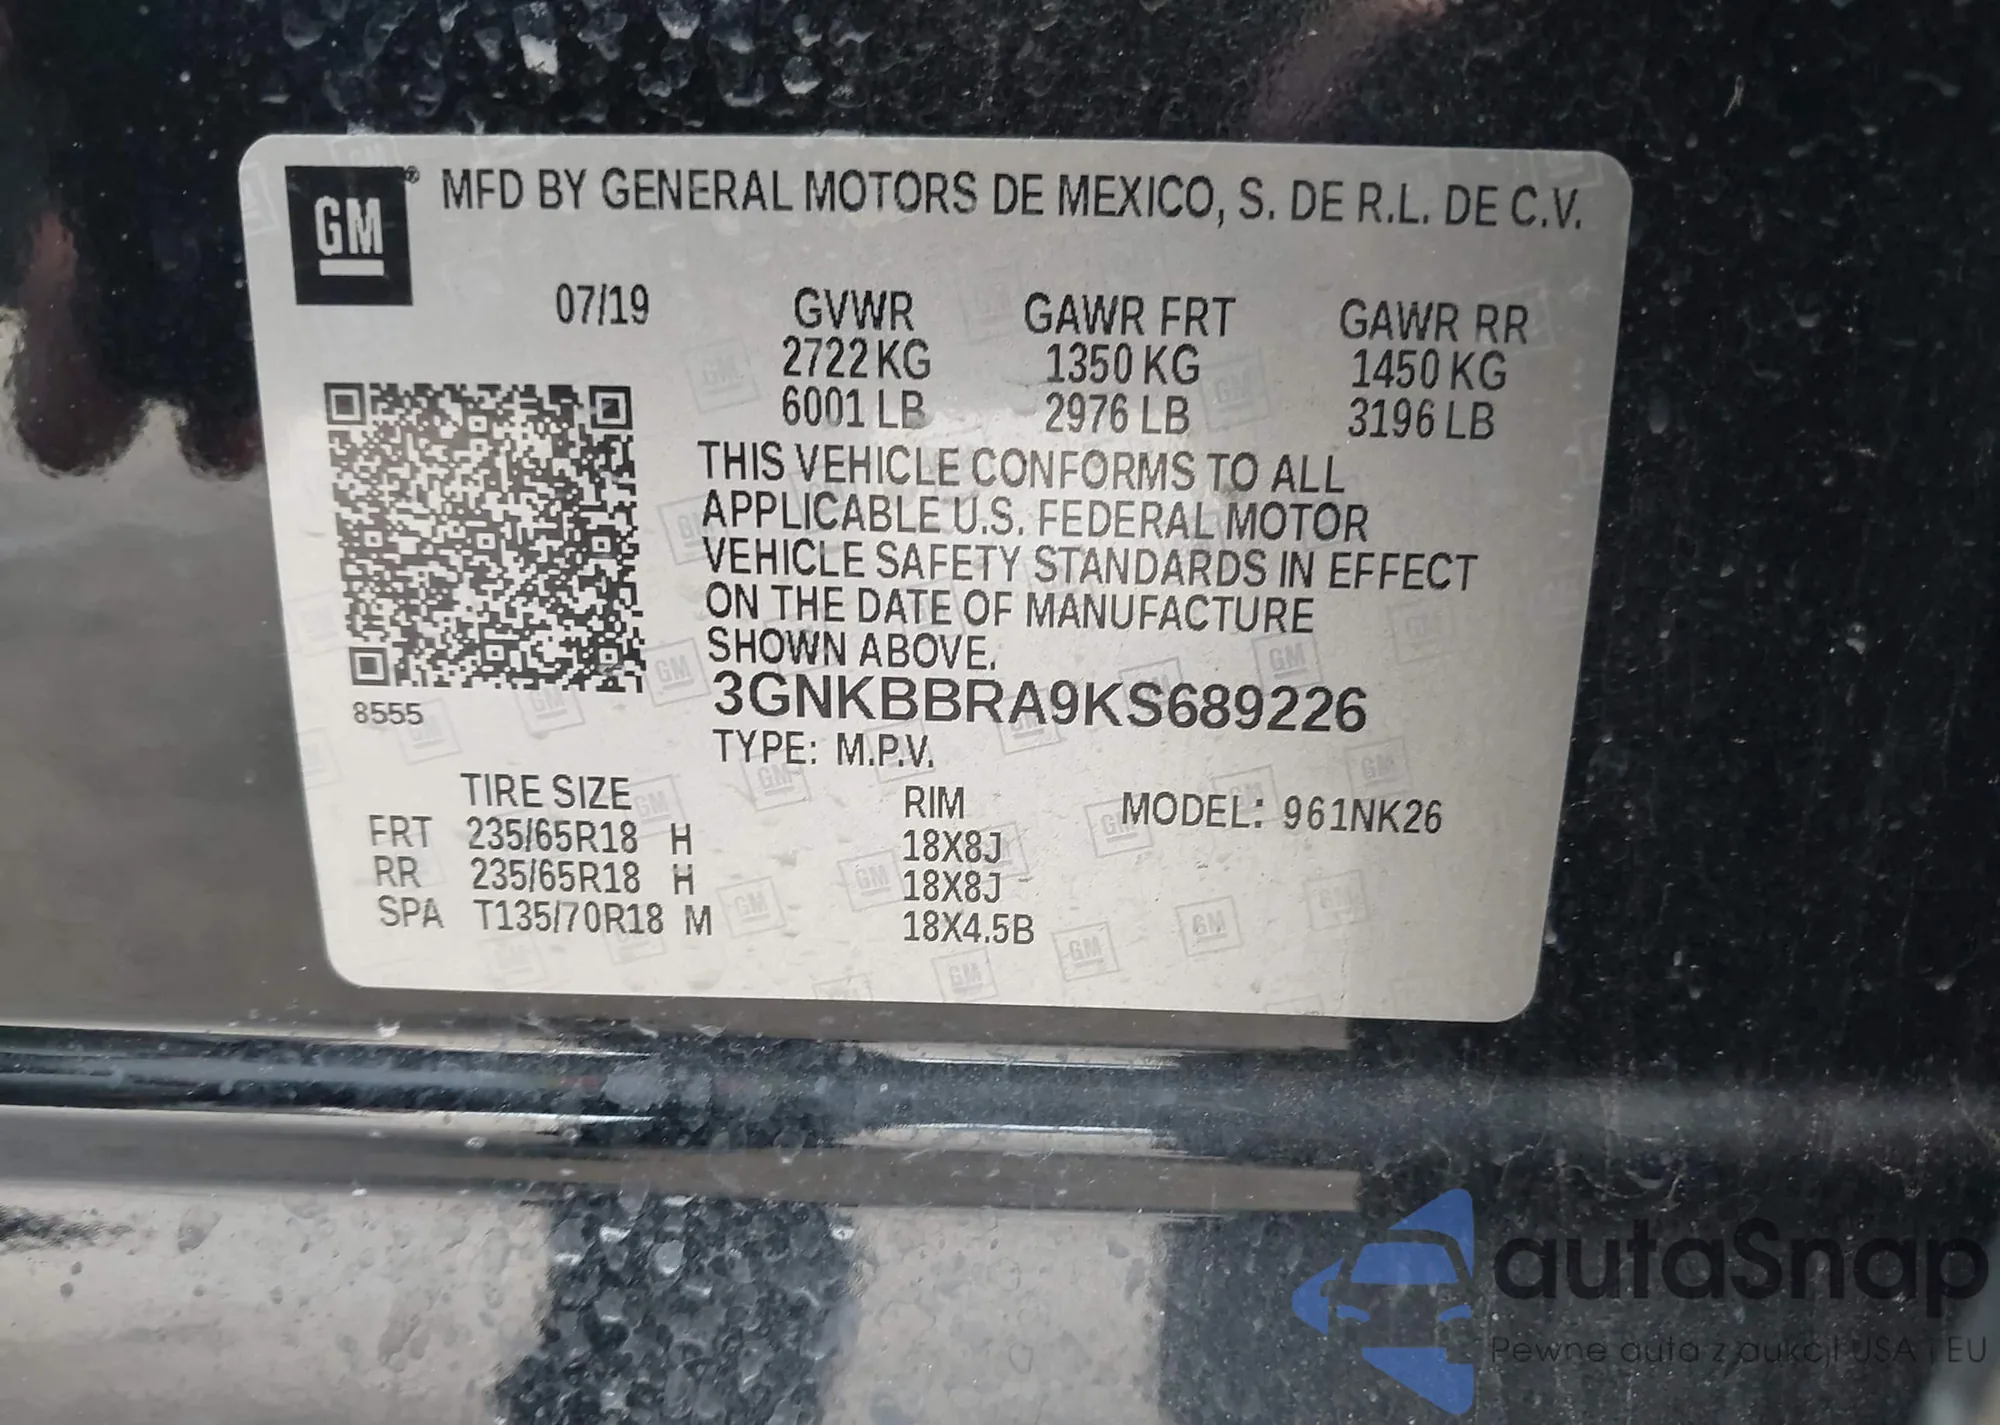 GM ® MFD BY GENERAL MOTORS DE MEXICO, S. DE R.L. DE C.V.
07/19 GVWR GAWR FRT GAWR RR
2722 KG 1350 KG 1450 KG
6001 LB 2976 LB 3196 LB
THIS VEHICLE CONFORMS TO ALL
APPLICABLE U.S. FEDERAL MOTOR
VEHICLE SAFETY STANDARDS IN EFFECT
ON THE DATE OF MANUFACTURE
SHOWN ABOVE.
8555 3GNKBBRA9KS689226
TYPE: M.P.V.
TIRE SIZE RIM MODEL: 961NK26
FRT 235/65R18 H 18X8J
RR 235/65R18 H 18X8J
SPA T135/70R18 M 18X4.5B
autaSnap
Pewne auta z aukcji USA i EU